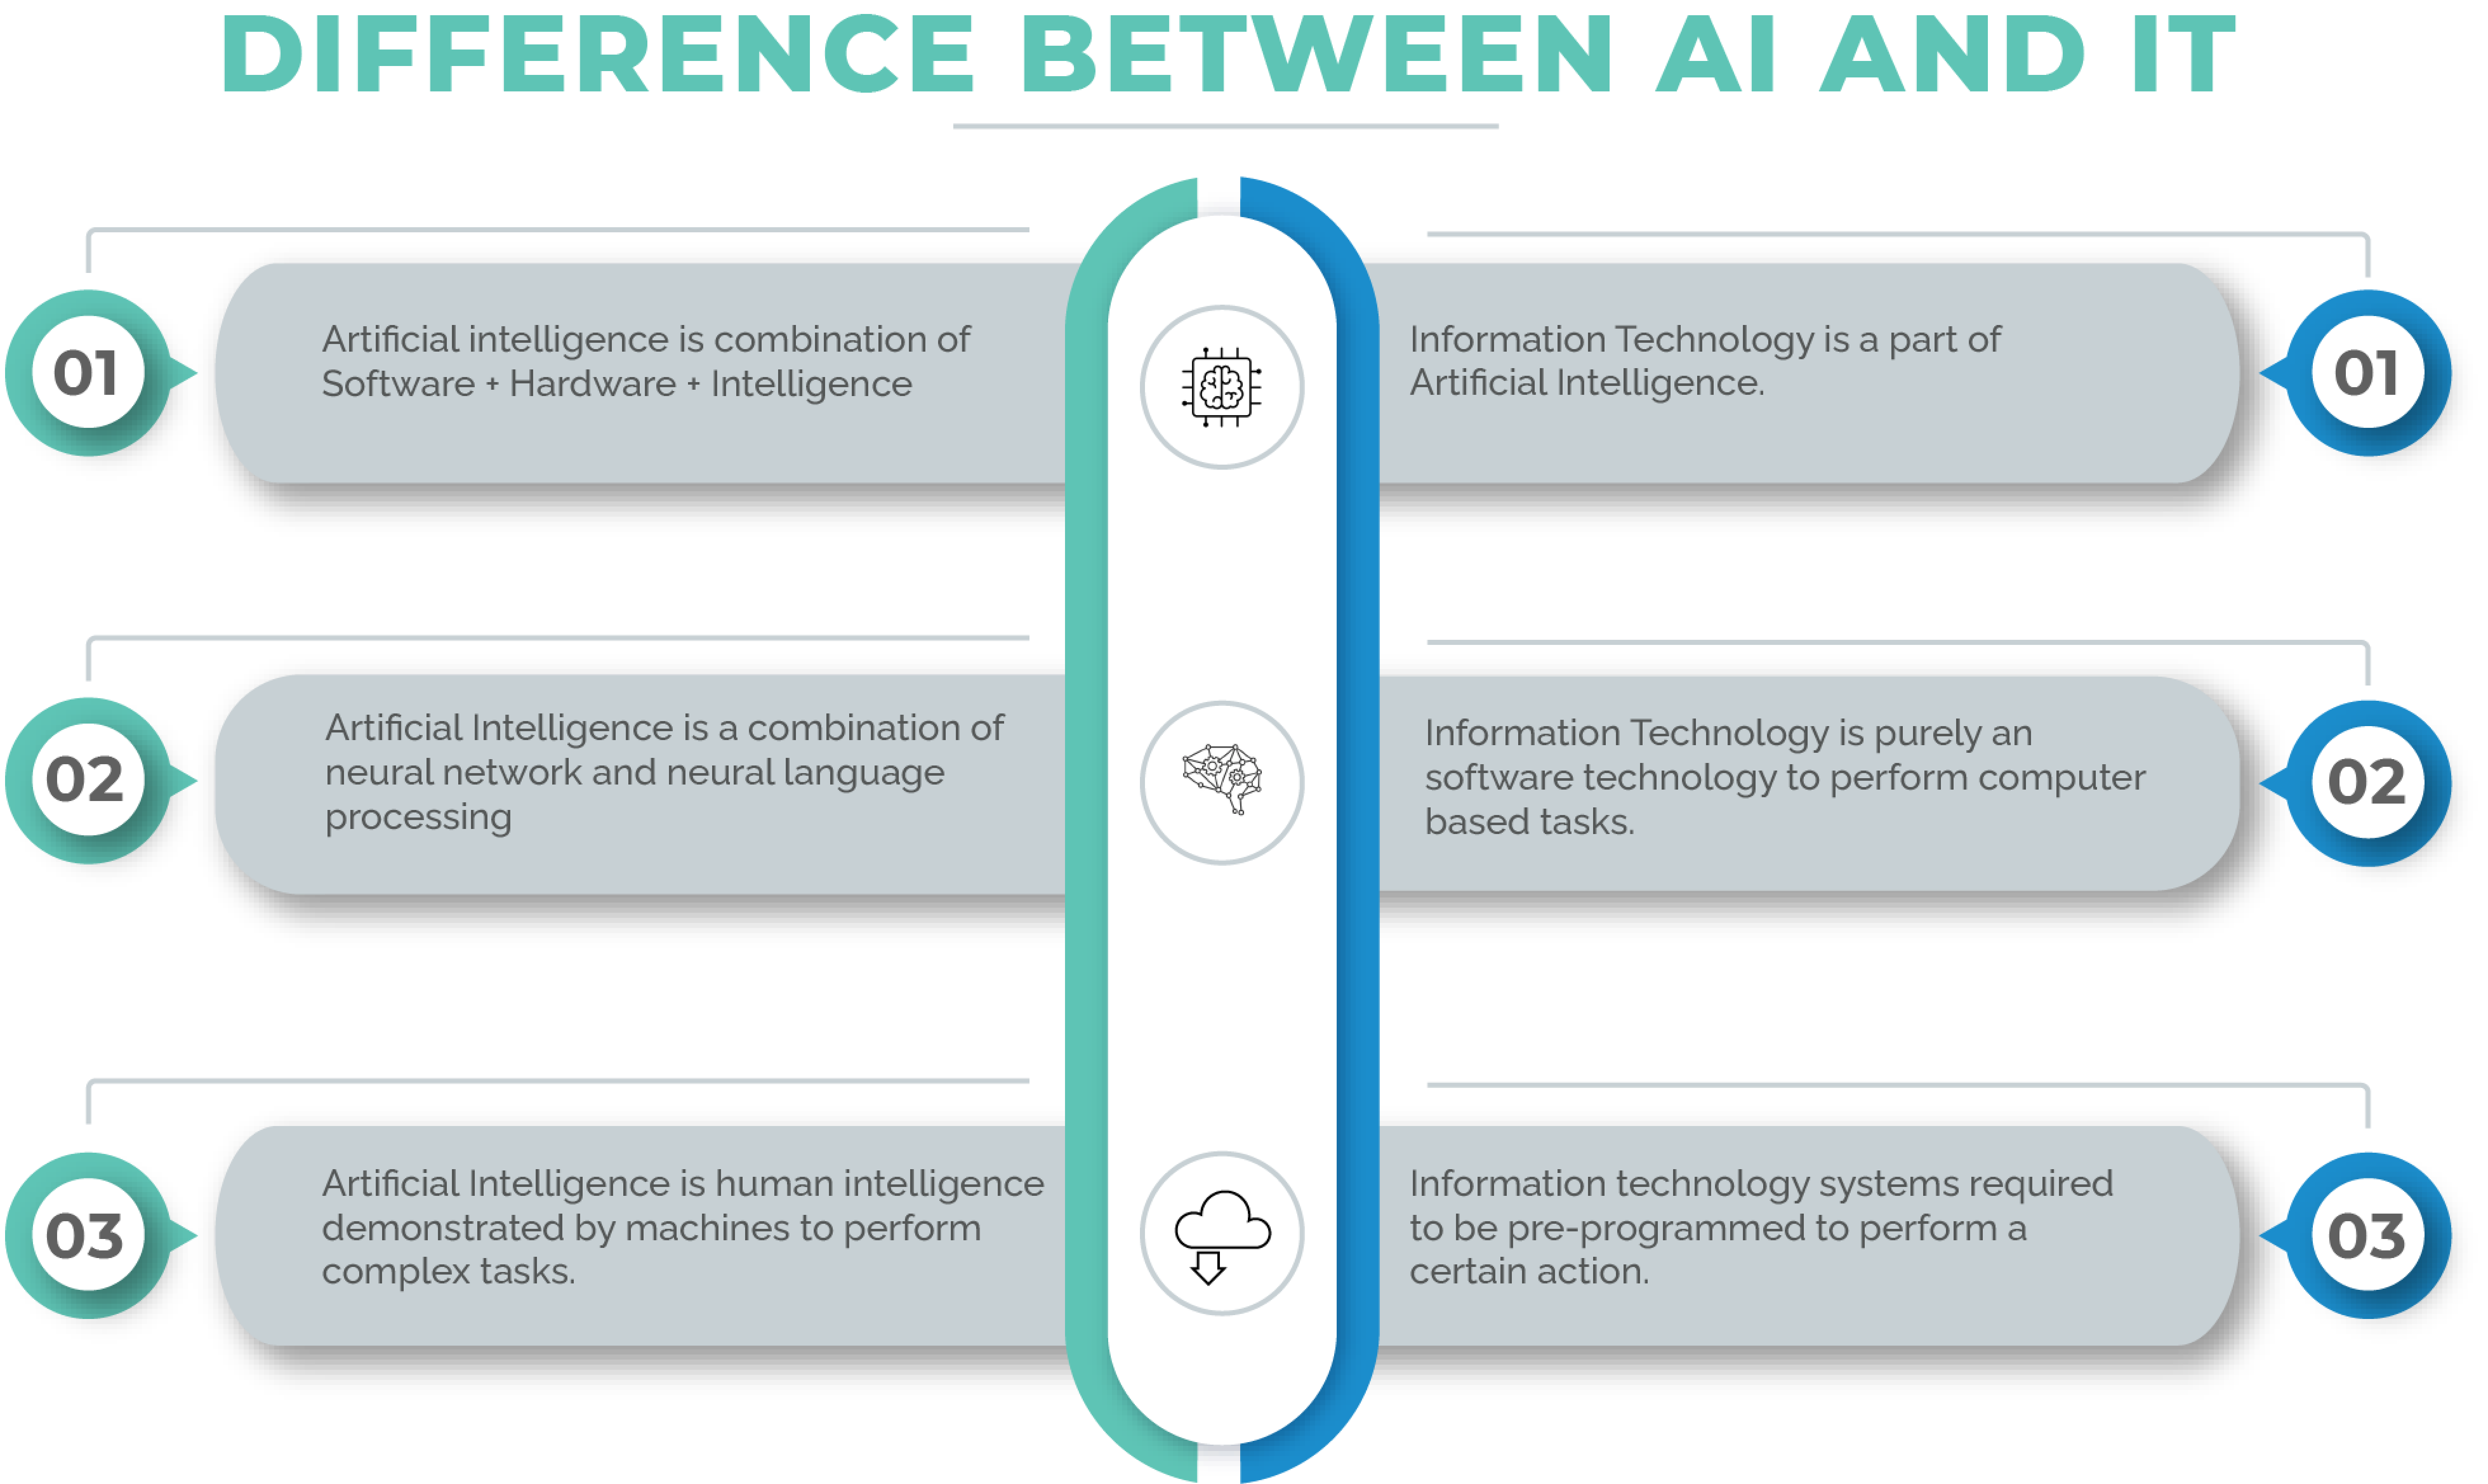 DIFFERENCE BETWEEN AI AND IT
01
Artificial intelligence is combination of
Software + Hardware + Intelligence
Information Technology is a part of
Artificial Intelligence.
01
02
Artificial Intelligence is a combination of
neural network and neural language
processing
Information Technology is purely an
software technology to perform computer
based tasks.
02
03
Artificial Intelligence is human intelligence
demonstrated by machines to perform
complex tasks.
Information technology systems required
to be pre-programmed to perform a
certain action.
03